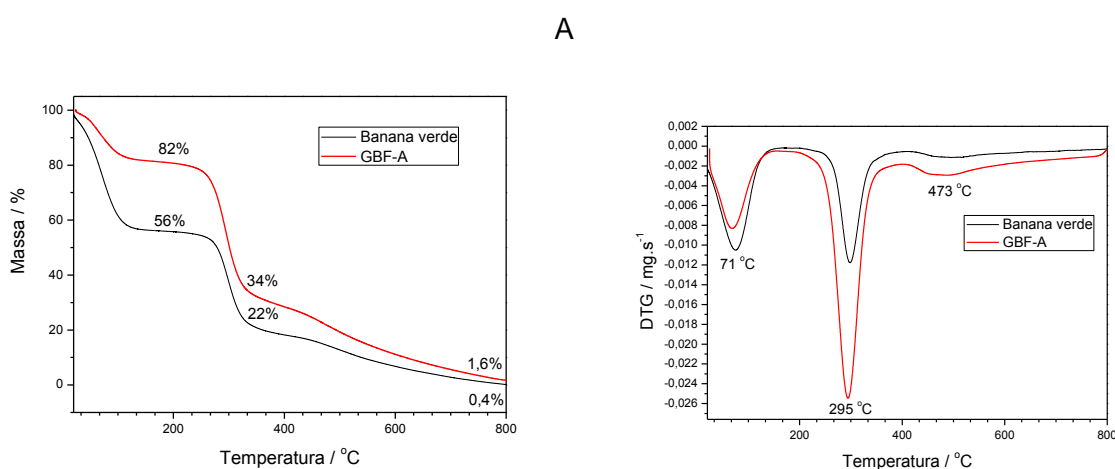 A
100
80
60
40
20
0
200
400
600
800
Massa / %
Temperatura / °C
Banana verde
GBF-A
82%
56%
34%
22%
1,6%
0,4%
0,002
0,000
-0,002
-0,004
-0,006
-0,008
-0,010
-0,012
-0,014
-0,016
-0,018
-0,020
-0,022
-0,024
-0,026
200
400
600
800
DTG / mg.s⁻¹
Temperatura / °C
473 °C
Banana verde
GBF-A
71 °C
295 °C